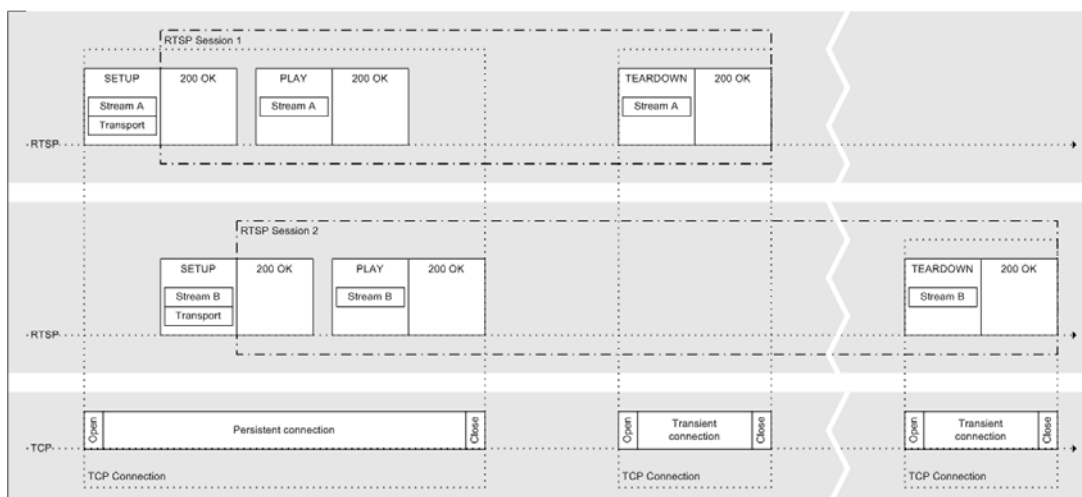 RTSP Session 1
SETUP 200 OK PLAY 200 OK TEARDOWN 200 OK
Stream A Stream A Stream A
Transport
RTSP
RTSP Session 2
SETUP 200 OK PLAY 200 OK TEARDOWN 200 OK
Stream B Stream B Stream B
Transport
RTSP
Open Persistent connection Close Open Transient connection Close Open Transient connection Close
TCP
TCP Connection TCP Connection TCP Connection